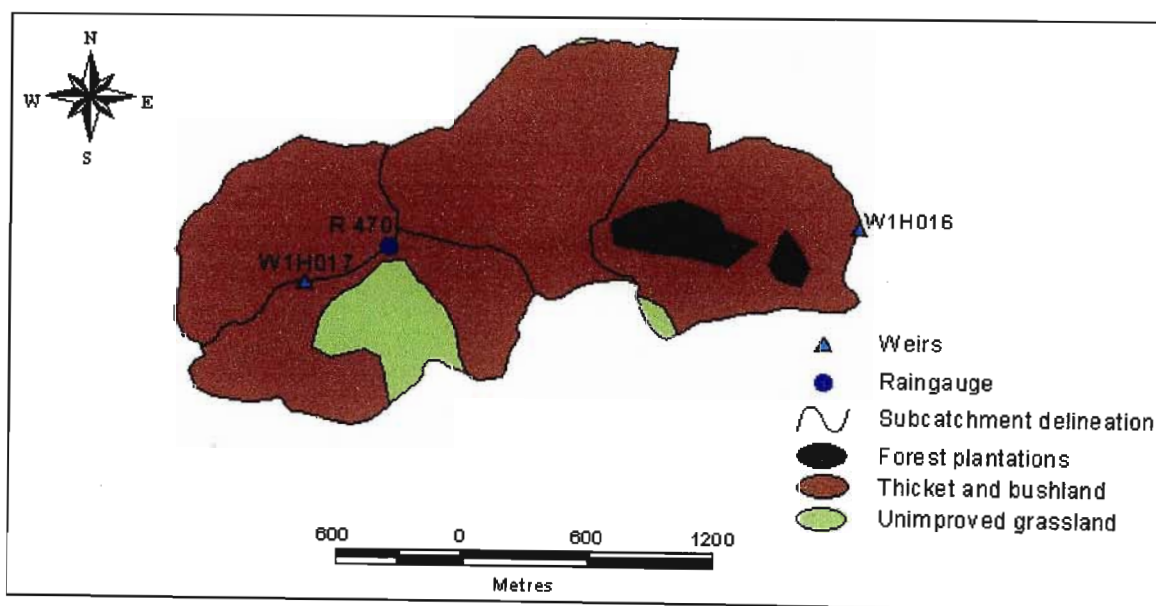 N
W E
S
R 470
W1H017
W1H016
Weirs
Raingauge
Subcatchment delineation
Forest plantations
Thicket and bushland
Unimproved grassland
600 0 600 1200
Metres